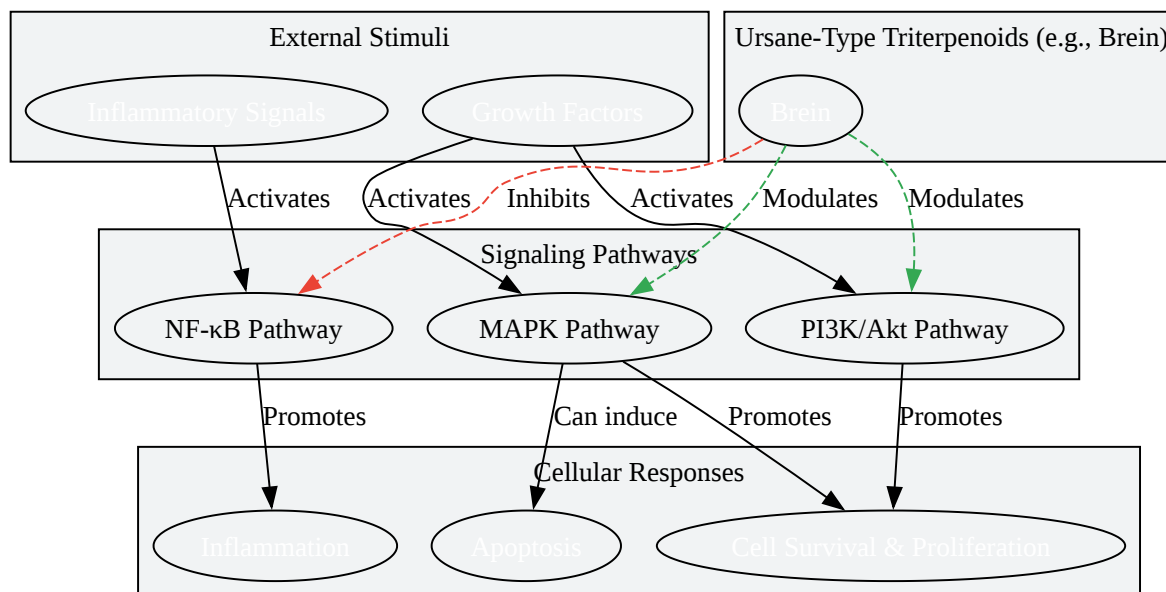 External Stimuli
Ursane-Type Triterpenoids (e.g., Brein)
Inflammatory Signals
Growth Factors
Brein
Activates
Activates
Inhibits
Activates
Modulates
Modulates
Signaling Pathways
NF-κB Pathway
MAPK Pathway
PI3K/Akt Pathway
Promotes
Can induce
Promotes
Promotes
Cellular Responses
Inflammation
Apoptosis
Cell Survival & Proliferation